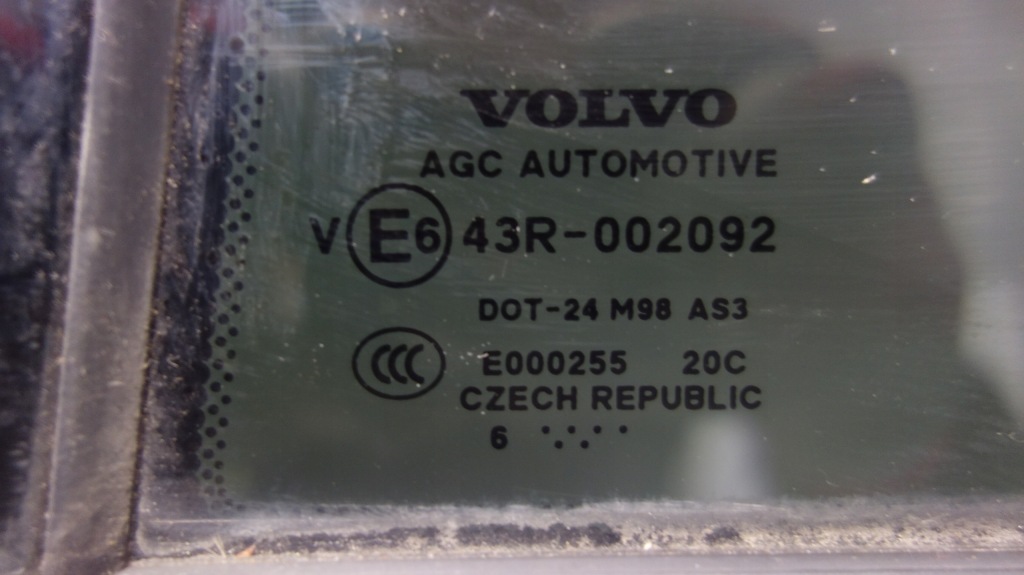 VOLVO
AGC AUTOMOTIVE
V E6 43R-002092
DOT-24 M98 AS3
CCC E000255 20C
CZECH REPUBLIC
6